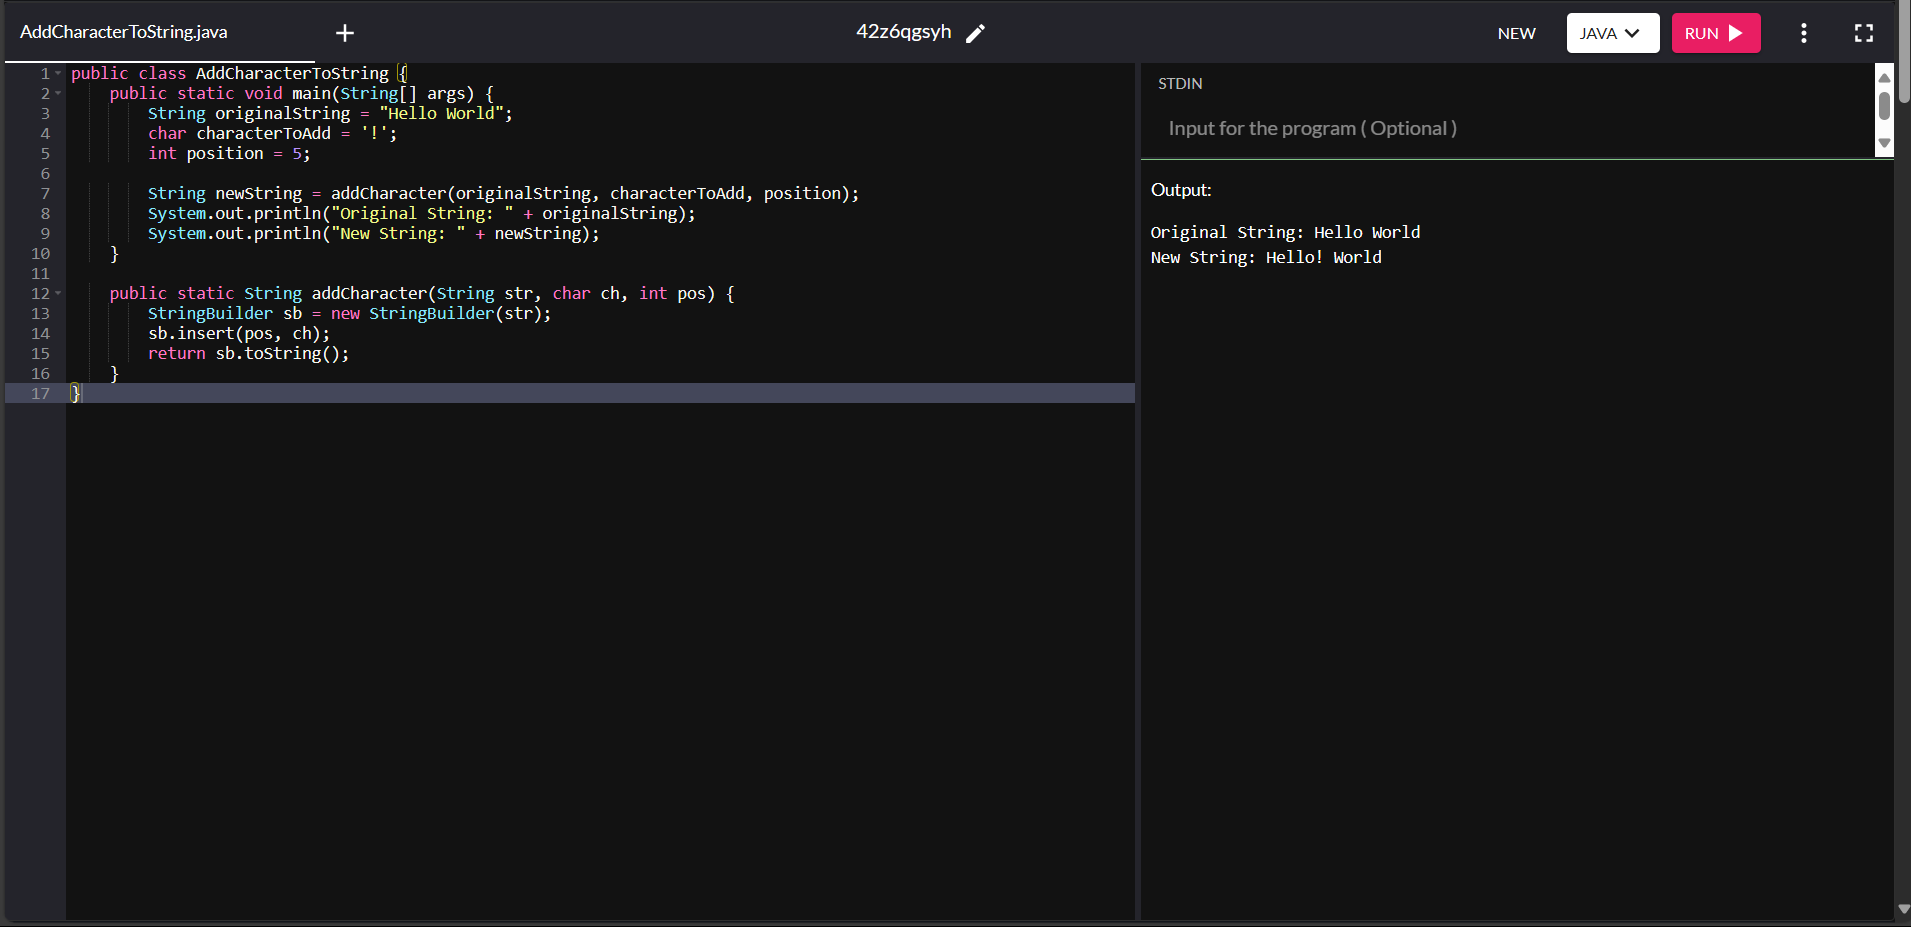 AddCharacterToString.java + 42z6qgsyh NEW JAVA RUN
1 public class AddCharacterToString {
2     public static void main(String[] args) {
3         String originalString = "Hello World";
4         char characterToAdd = '!';
5         int position = 5;
6
7         String newString = addCharacter(originalString, characterToAdd, position);
8         System.out.println("Original String: " + originalString);
9         System.out.println("New String: " + newString);
10     }
11
12     public static String addCharacter(String str, char ch, int pos) {
13         StringBuilder sb = new StringBuilder(str);
14         sb.insert(pos, ch);
15         return sb.toString();
16     }
17 }
STDIN
Input for the program ( Optional )
Output:
Original String: Hello World
New String: Hello! World